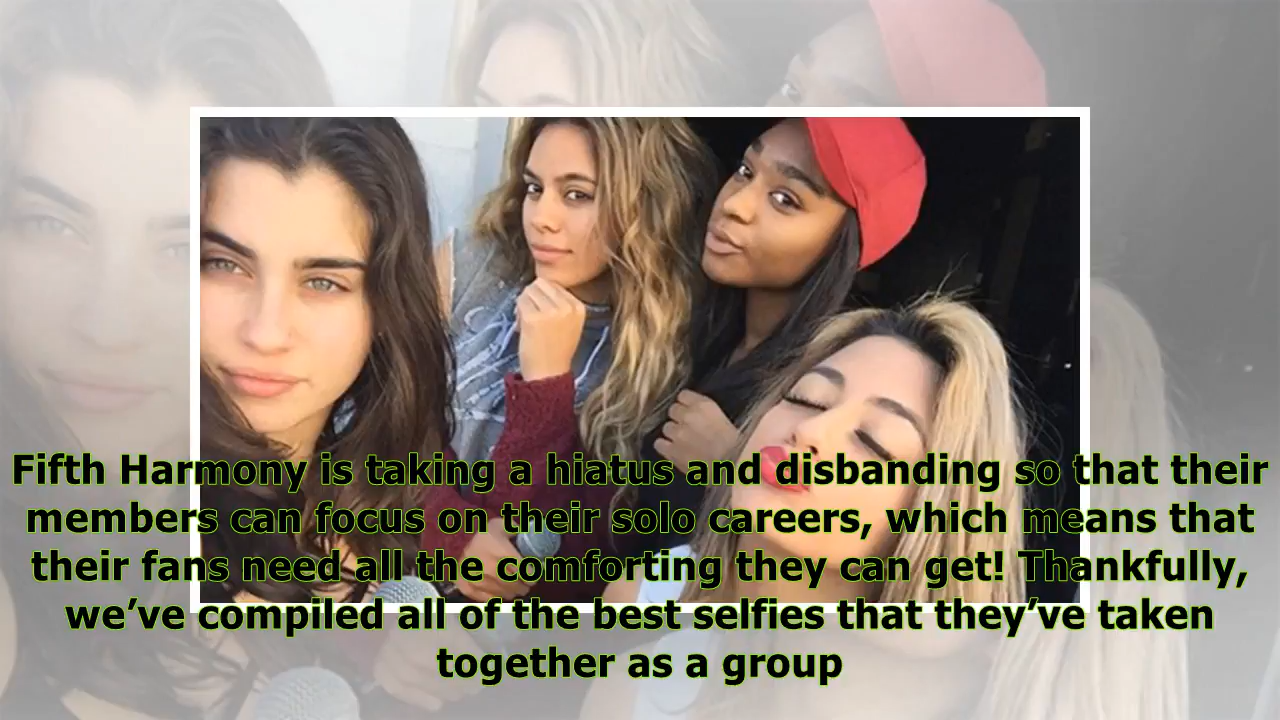 Fifth Harmony is taking a hiatus and disbanding so that their
members can focus on their solo careers, which means that
their fans need all the comforting they can get! Thankfully,
we’ve compiled all of the best selfies that they’ve taken
together as a group